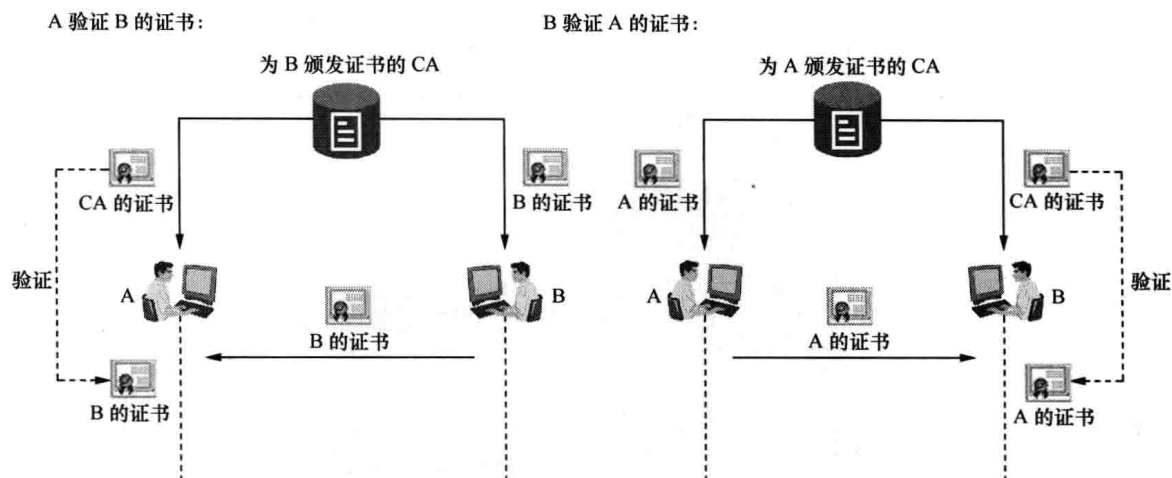 A 验证 B 的证书：
B 验证 A 的证书：
为 B 颁发证书的 CA
为 A 颁发证书的 CA
CA 的证书
B 的证书
A 的证书
CA 的证书
验证
A
B
A
B
验证
B 的证书
A 的证书
B 的证书
A 的证书